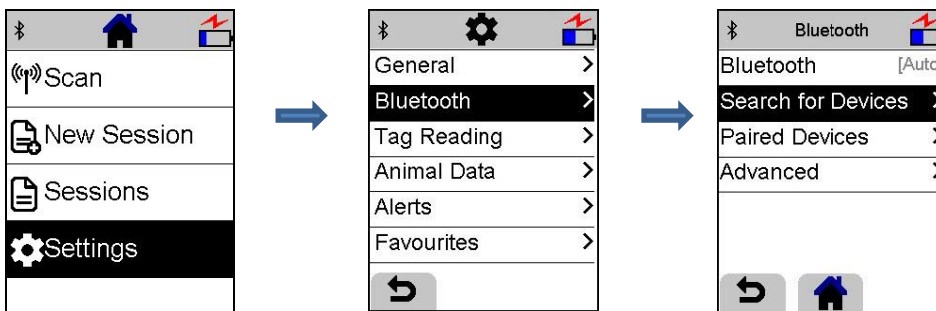 Scan
New Session
Sessions
Settings
General
Bluetooth
Tag Reading
Animal Data
Alerts
Favourites
Bluetooth
Bluetooth [Auto
Search for Devices
Paired Devices
Advanced